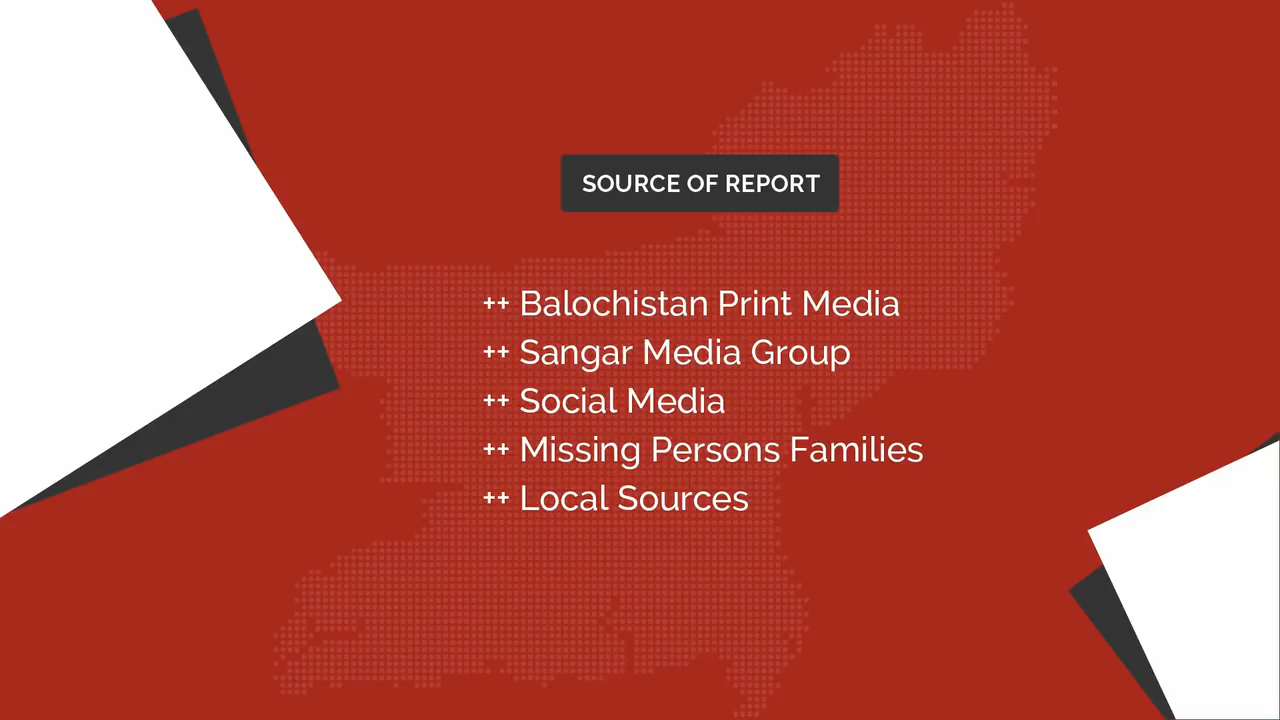 SOURCE OF REPORT
++ Balochistan Print Media
++ Sangar Media Group
++ Social Media
++ Missing Persons Families
++ Local Sources